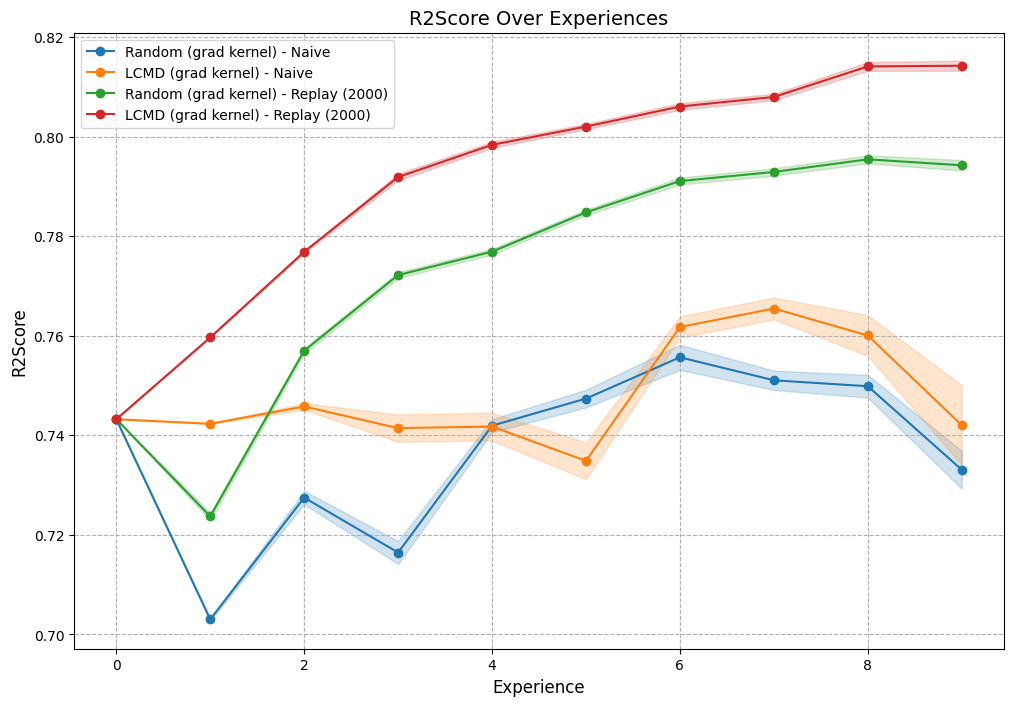 R2Score Over Experiences
Random (grad kernel) - Naive
LCMD (grad kernel) - Naive
Random (grad kernel) - Replay (2000)
LCMD (grad kernel) - Replay (2000)
R2Score
0.82
0.80
0.78
0.76
0.74
0.72
0.70
0 2 4 6 8
Experience